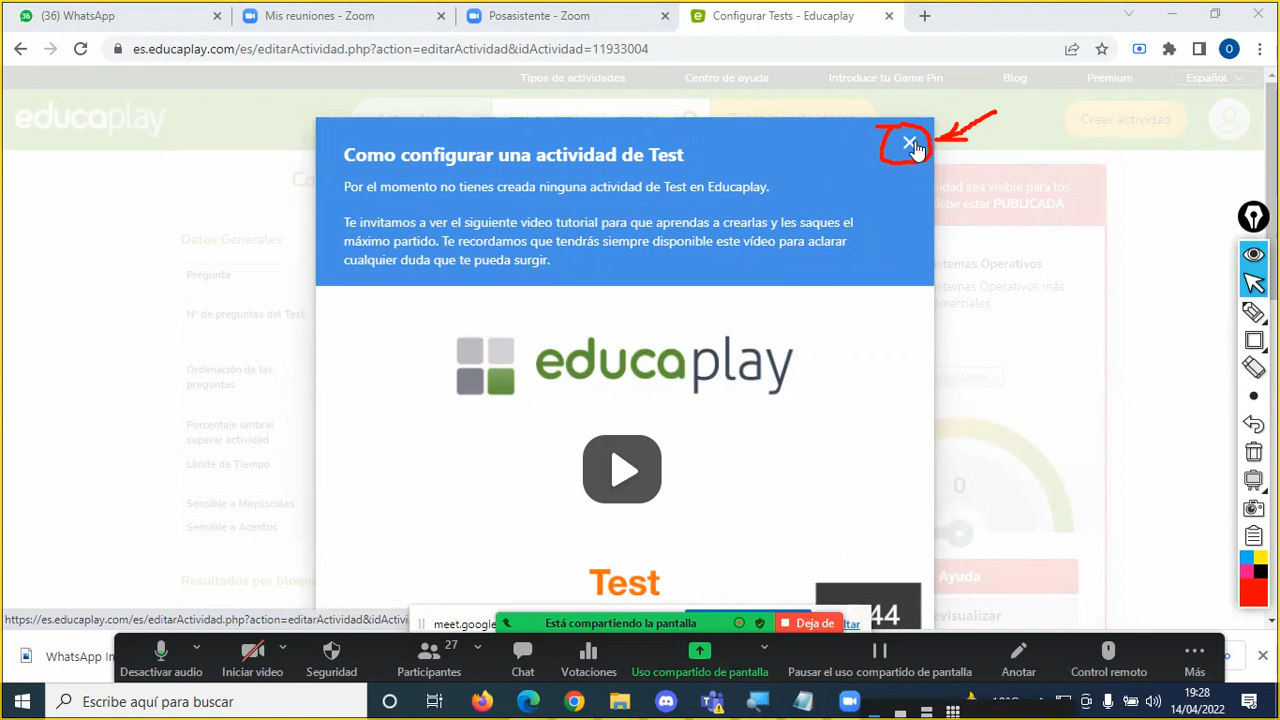 (36) WhatsApp
Mis reuniones - Zoom
Posasistente - Zoom
Configurar Tests - Educaplay
es.educaplay.com/es/editarActividad.php?action=editarActividad&idActividad=11933004
O
Tipos de actividades
Centro de ayuda
Introduce tu Game Pin
Blog
Premium
Español
educaplay
Crear actividad
Como configurar una actividad de Test
Por el momento no tienes creada ninguna actividad de Test en Educaplay.
Te invitamos a ver el siguiente video tutorial para que aprendas a crearlas y les saques el
máximo partido. Te recordamos que tendrás siempre disponible este vídeo para aclarar
cualquier duda que te pueda surgir.
idad sea visible para los
debe estar PUBLICADA
Datos Generales
Pregunta
Nº de preguntas del Test
Ordenación de las
preguntas
Porcentaje umbral
superar actividad
Límite de Tiempo
Sensible a Mayúsculas
Sensible a Acentos
Resultados por bloqu
stemas Operativos
stemas Operativos más
omerciales
Datos
0
Ayuda
evisualizar
educaplay
Test
44
https://es.educaplay.com/es/editarActividad.php?action=editarActividad&idActivi
meet.google
Está compartiendo la pantalla
Deja de
ltar
WhatsApp In
Desactivar audio
Iniciar video
Seguridad
27
Participantes
Chat
Votaciones
Uso compartido de pantalla
Pausar el uso compartido de pantalla
Anotar
Control remoto
Más
Escribe aquí para buscar
19:28
14/04/2022